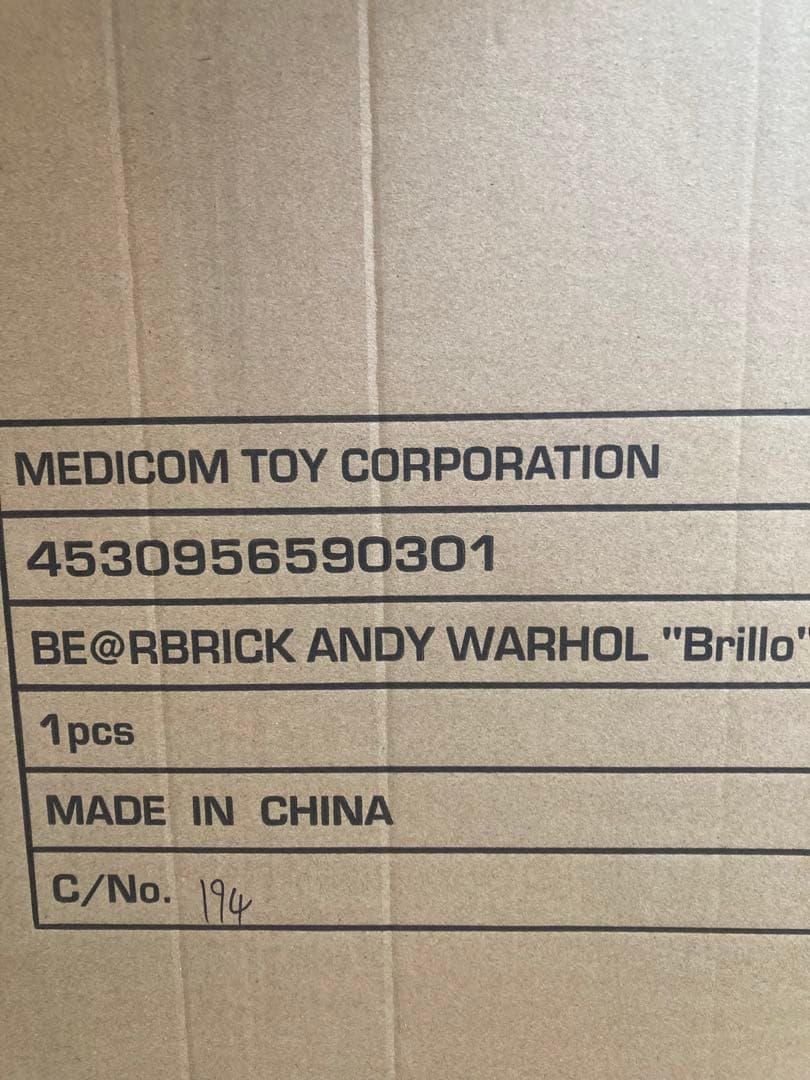 MEDICOM TOY CORPORATION
4530956590301
BE@RBRICK ANDY WARHOL "Brillo"
1pcs
MADE IN CHINA
C/No. 194